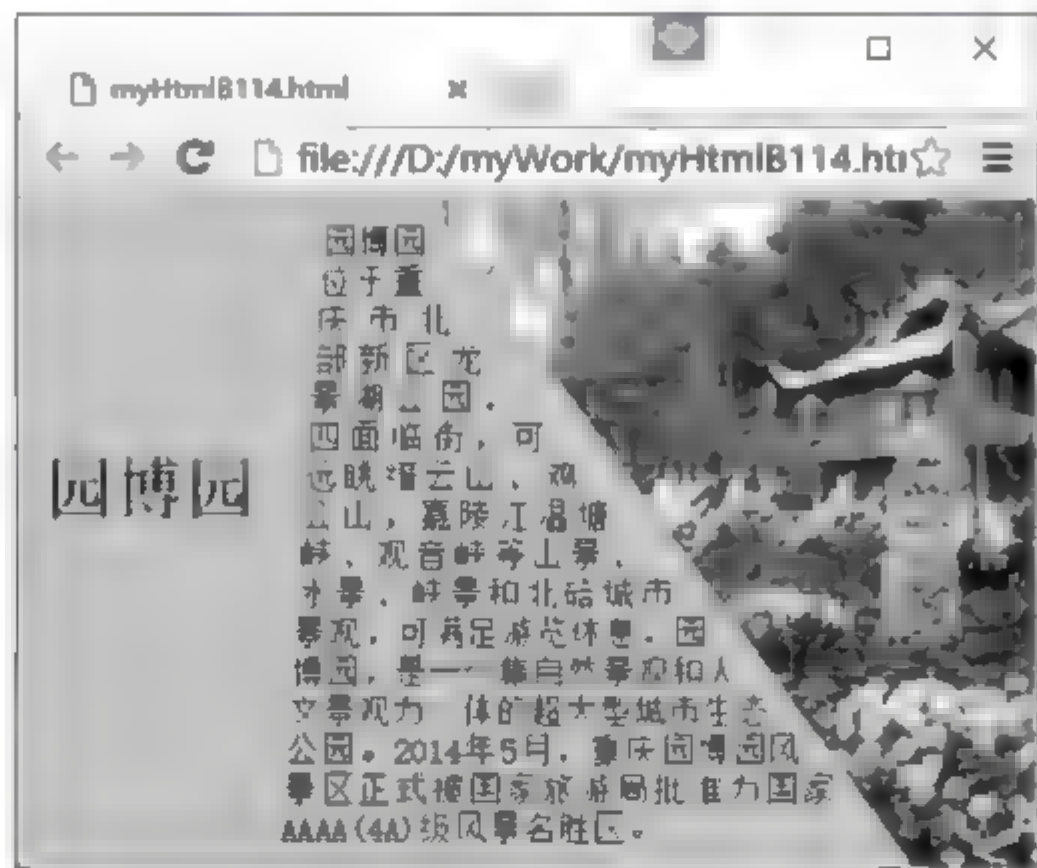 myHtmlB114.html
file:///D:/myWork/myHtmlB114.ht
园博园
园博园
位于重
庆市北
部新区龙
景湖公园。
四面临街，可
远眺缙云山、观
山，嘉陵江温塘
峡、观音峡等山景、
水景、峡景和北碚城市
景观，可满足游览休息。园
博园，是一个集自然景观和人
文景观为一体的超大型城市生态
公园。2014年5月，重庆园博园风
景区正式被国家旅游局批准为国家
AAAA(4A)级风景名胜区。